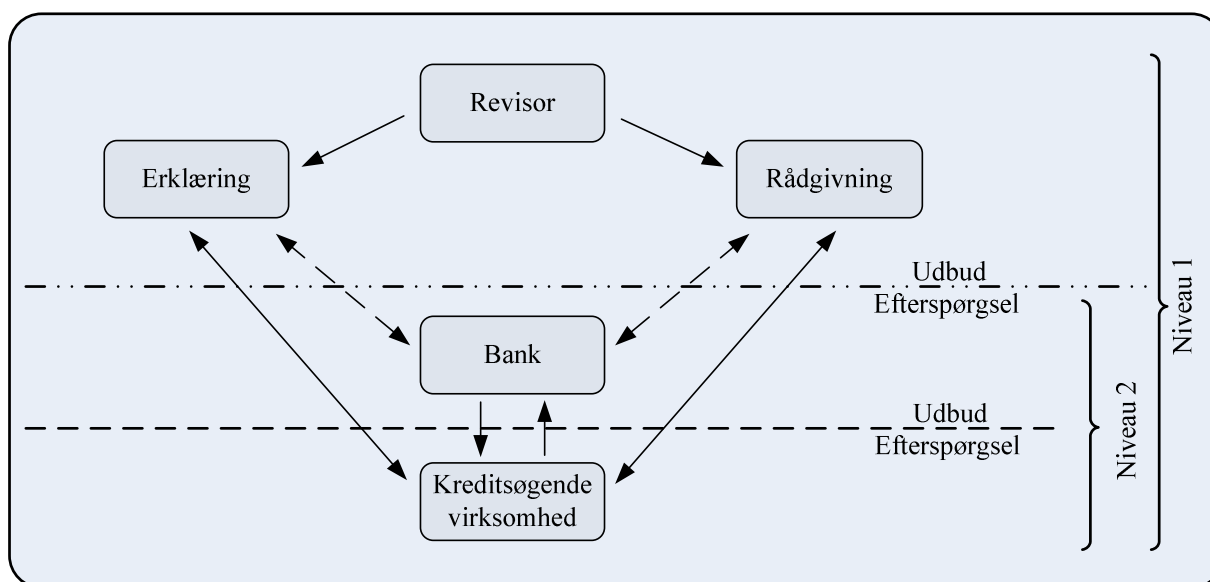 Revisor
Erklæring
Rådgivning
Udbud
Efterspørgsel
Bank
Udbud
Efterspørgsel
Kreditsøgende
virksomhed
Niveau 2
Niveau 1